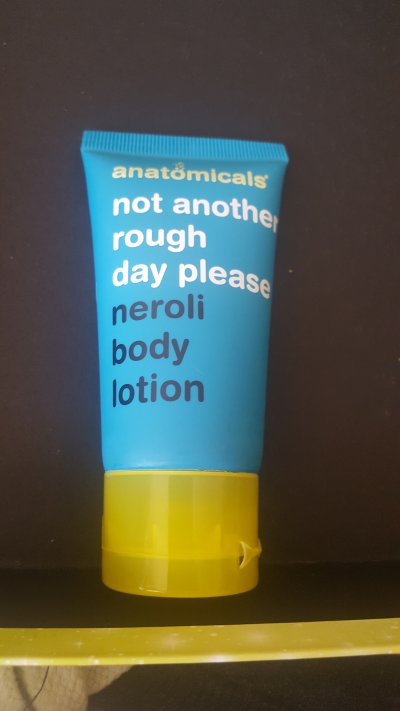 anatomicals®
not another
rough
day please
neroli
body
lotion